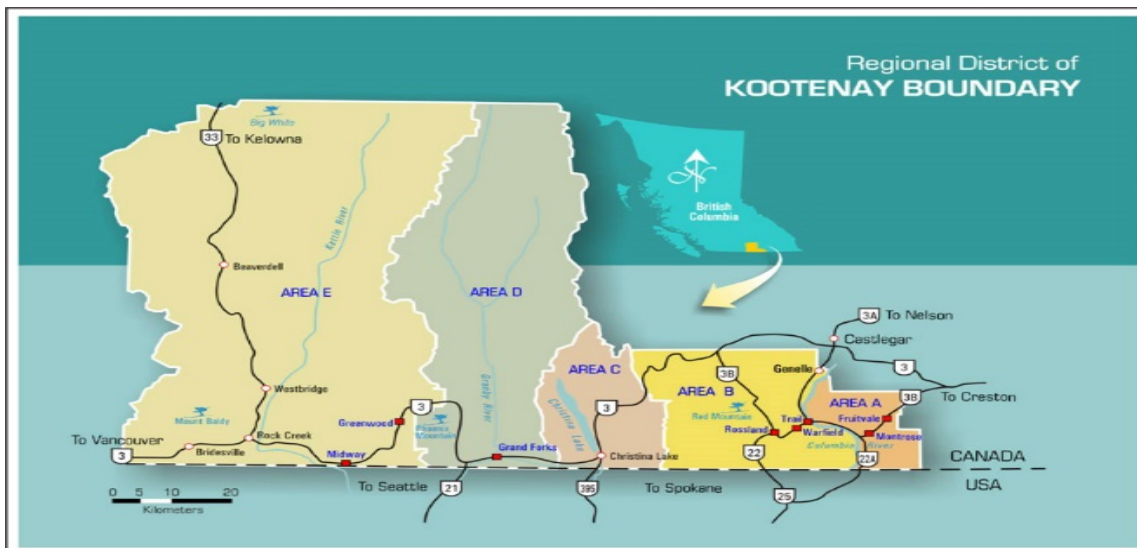 Regional District of
KOOTENAY BOUNDARY
Big White
33
To Kelowna
British
Columbia
Kettle River
Beaverdell
AREA E
AREA D
3A
To Nelson
Castlegar
AREA C
Genelle
3
3B
AREA B
AREA A
3B
To Creston
Westbridge
Granby River
Christina Lake
3
Red Mountain
Trail
Fruitvale
Mount Baldy
Greenwood
3
Phoenix
Mountain
Rossland
Warfield
Montrose
To Vancouver
Rock Creek
Columbia River
3
Bridesville
Midway
Grand Forks
Christina Lake
22
22A
CANADA
USA
To Seattle
21
395
To Spokane
25
0 5 10 20
Kilometers